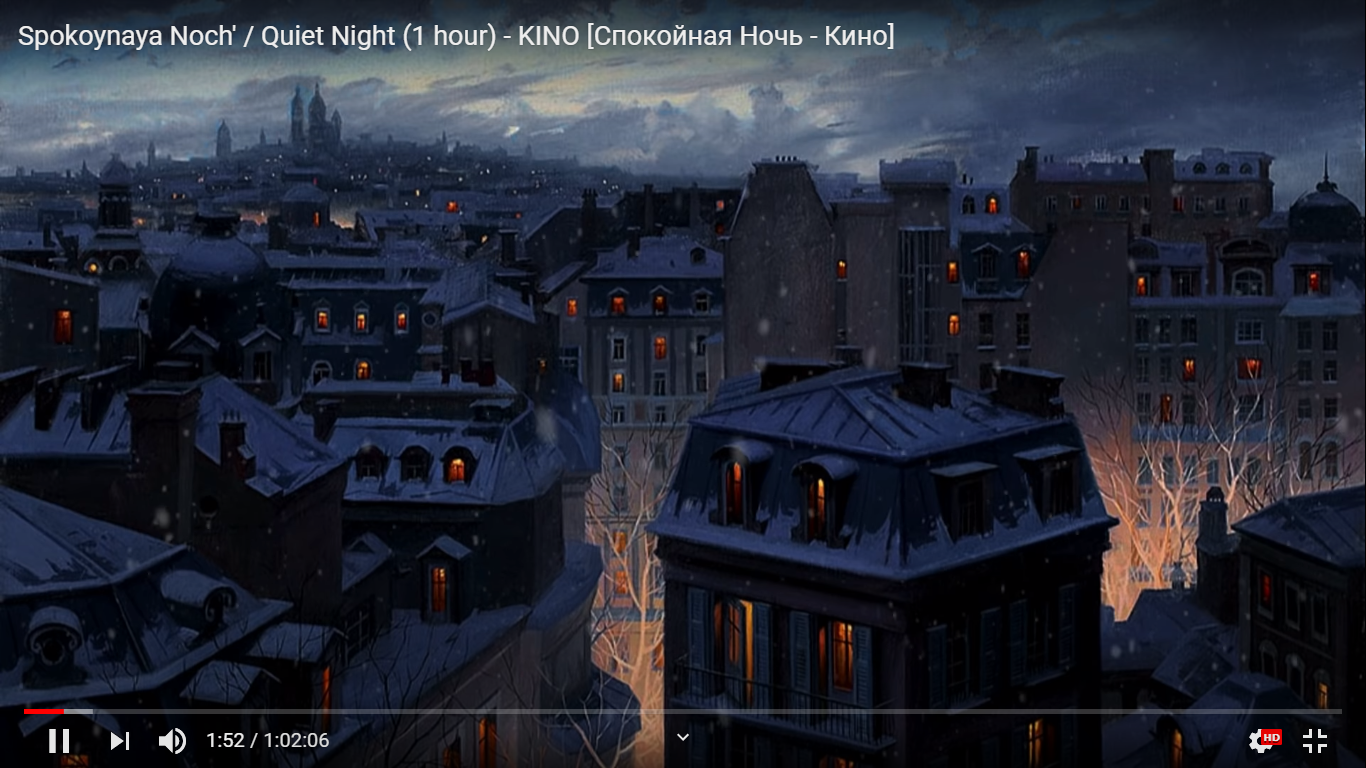 Spokoynaya Noch' / Quiet Night (1 hour) - KINO [Спокойная Ночь - Кино]
1:52 / 1:02:06
HD